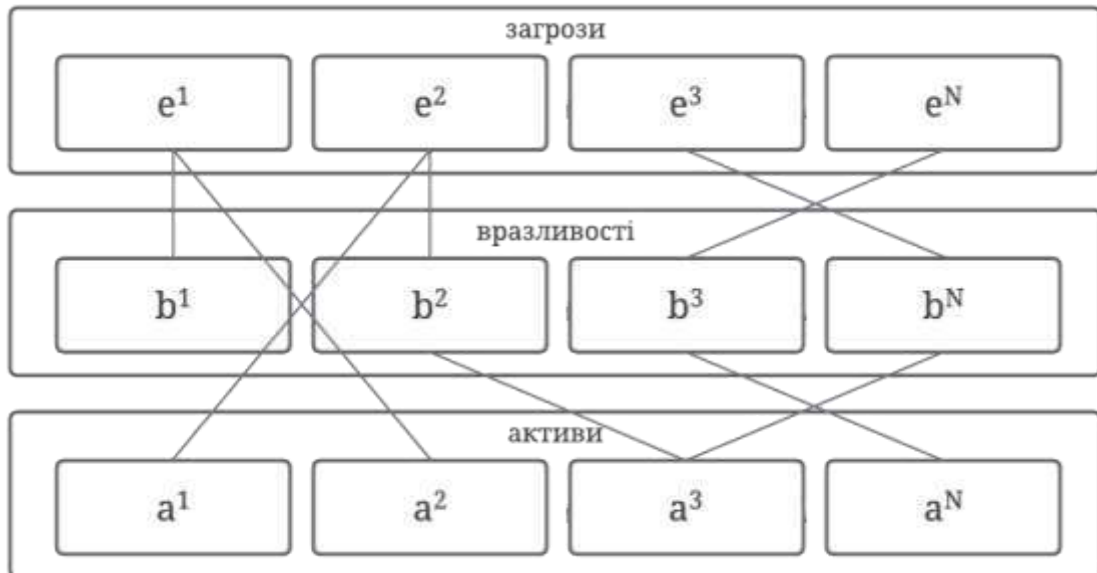 загрози
e¹ e² e³ eᴺ
вразливості
b¹ b² b³ bᴺ
активи
a¹ a² a³ aᴺ